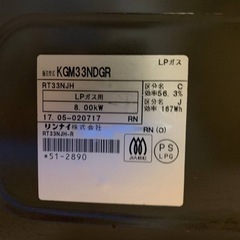 LPガス
KGM33NDGR
RT33NJH
LPガス用
8.00kW
17.05-020717 RN
リンナイ株式会社
RT33NJH-R
*51-2890
区分名 C
効率56.3%
区分名 J
167Wh
RN(O)
PS
LPG